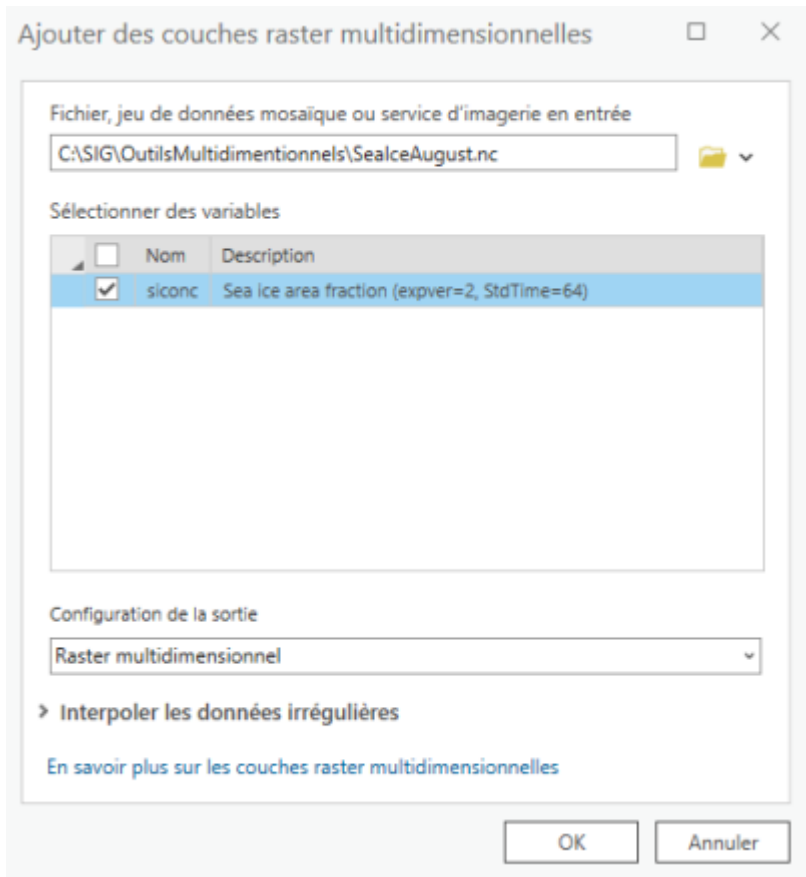 Ajouter des couches raster multidimensionnelles
Fichier, jeu de données mosaïque ou service d'imagerie en entrée
C:\SIG\OutilsMultidimentionnels\SeaIceAugust.nc
Sélectionner des variables
Nom Description
siconc Sea ice area fraction (expver=2, StdTime=64)
Configuration de la sortie
Raster multidimensionnel
Interpoler les données irrégulières
En savoir plus sur les couches raster multidimensionnelles
OK Annuler